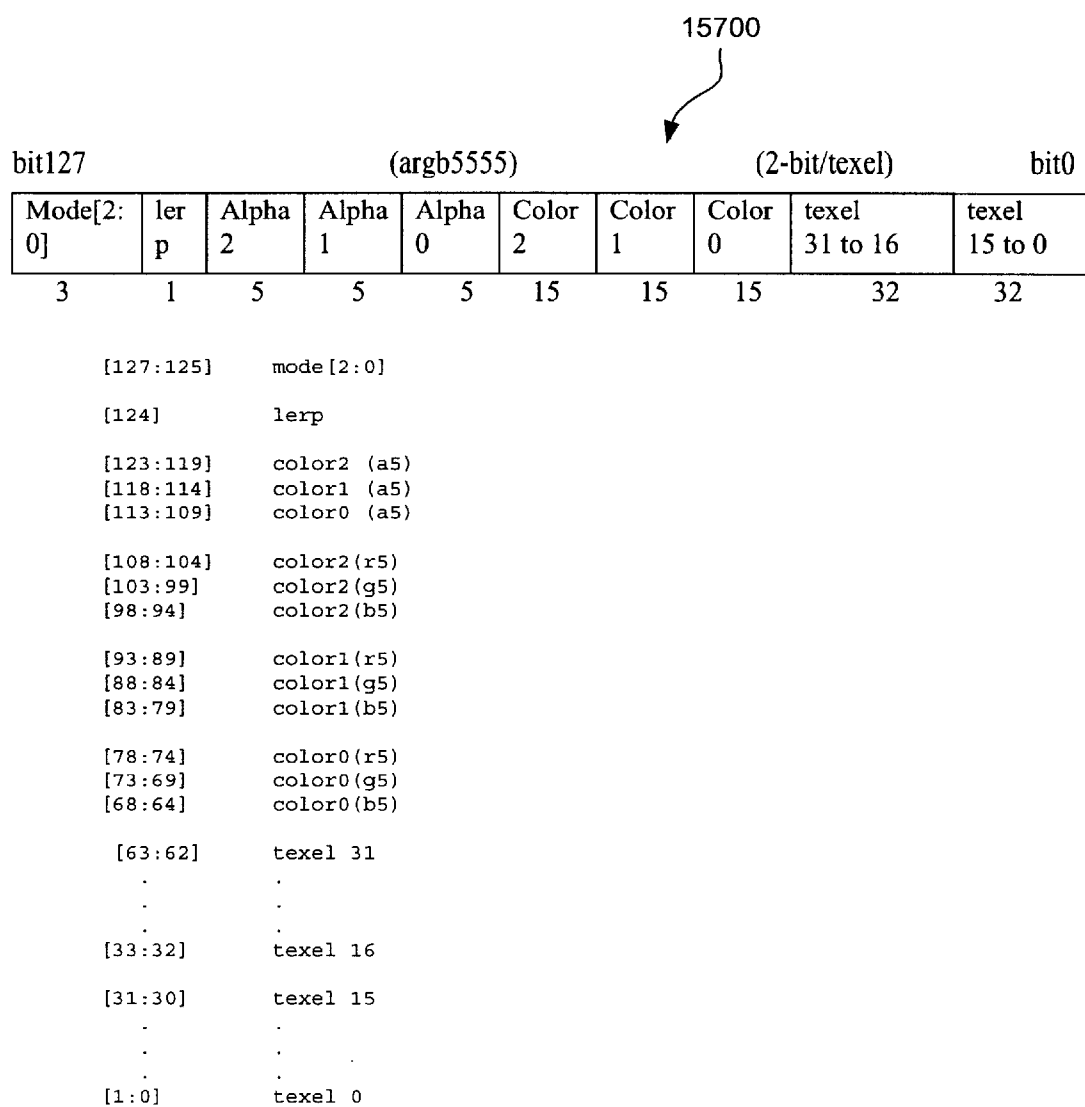 15700
bit127 (argb5555) (2-bit/texel) bit0
Mode[2: ler Alpha Alpha Alpha Color Color Color texel texel
0] p 2 1 0 2 1 0 31 to 16 15 to 0
3 1 5 5 5 15 15 15 32 32
[127:125] mode[2:0]
[124] lerp
[123:119] color2 (a5)
[118:114] color1 (a5)
[113:109] color0 (a5)
[108:104] color2(r5)
[103:99] color2(g5)
[98:94] color2(b5)
[93:89] color1(r5)
[88:84] color1(g5)
[83:79] color1(b5)
[78:74] color0(r5)
[73:69] color0(g5)
[68:64] color0(b5)
[63:62] texel 31
. .
. .
. .
[33:32] texel 16
[31:30] texel 15
. .
. .
. .
[1:0] texel 0